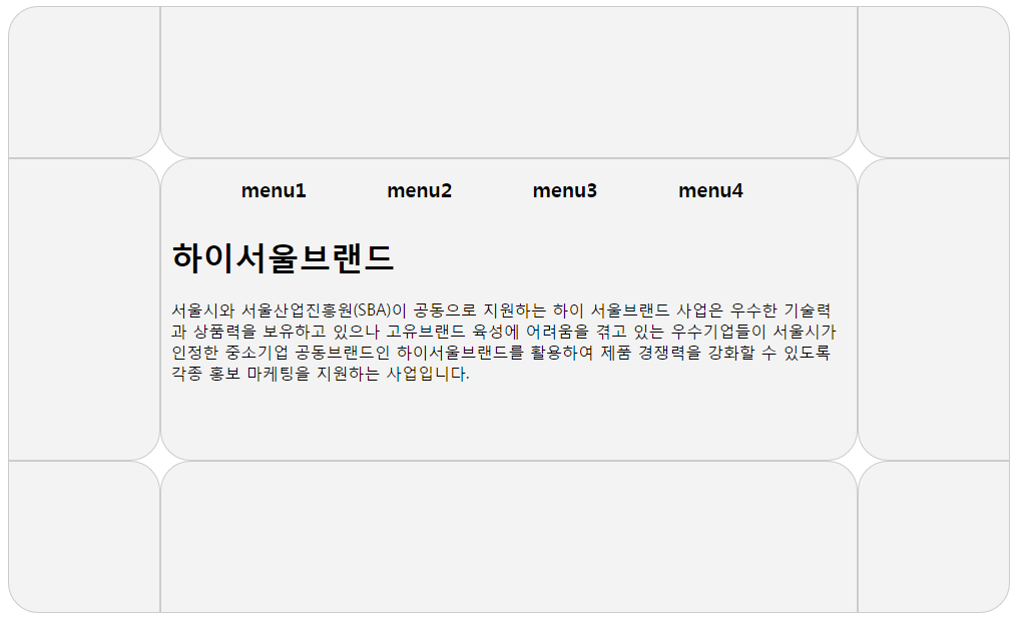 menu1 menu2 menu3 menu4
하이서울브랜드
서울시와 서울산업진흥원(SBA)이 공동으로 지원하는 하이 서울브랜드 사업은 우수한 기술력
과 상품력을 보유하고 있으나 고유브랜드 육성에 어려움을 겪고 있는 우수기업들이 서울시가
인정한 중소기업 공동브랜드인 하이서울브랜드를 활용하여 제품 경쟁력을 강화할 수 있도록
각종 홍보 마케팅을 지원하는 사업입니다.